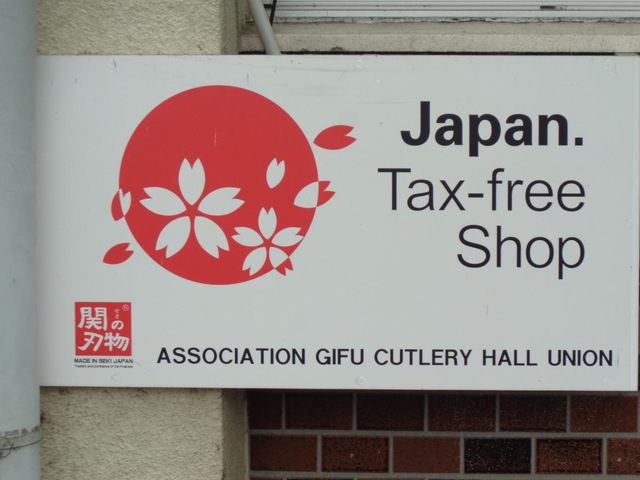 Japan.
Tax-free
Shop
関の
刃物
MADE IN SEKI JAPAN
ASSOCIATION GIFU CUTLERY HALL UNION